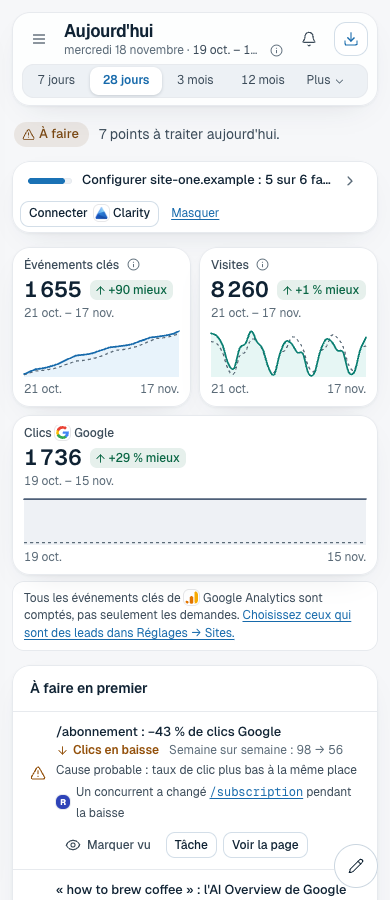 Aujourd'hui
mercredi 18 novembre · 19 oct. – 1...
7 jours
28 jours
3 mois
12 mois
Plus
À faire
7 points à traiter aujourd'hui.
Configurer site-one.example : 5 sur 6 fa...
Connecter Clarity
Masquer
Événements clés
1 655
+90 mieux
21 oct. – 17 nov.
21 oct.
17 nov.
Visites
8 260
+1 % mieux
21 oct. – 17 nov.
21 oct.
17 nov.
Clics Google
1 736
+29 % mieux
19 oct. – 15 nov.
19 oct.
15 nov.
Tous les événements clés de Google Analytics sont
comptés, pas seulement les demandes. Choisissez ceux qui
sont des leads dans Réglages → Sites.
À faire en premier
/abonnement : −43 % de clics Google
↓ Clics en baisse Semaine sur semaine : 98 → 56
Cause probable : taux de clic plus bas à la même place
R
Un concurrent a changé /subscription pendant
la baisse
Marquer vu
Tâche
Voir la page
« how to brew coffee » : l'AI Overview de Google